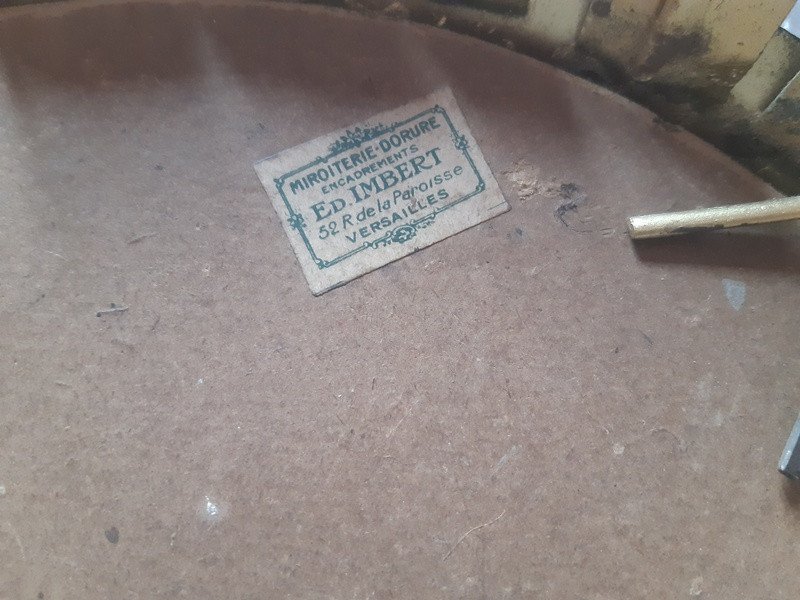 MIROITERIE-DORURE
ENCADREMENTS
ED. IMBERT
52 R de la Paroisse
VERSAILLES